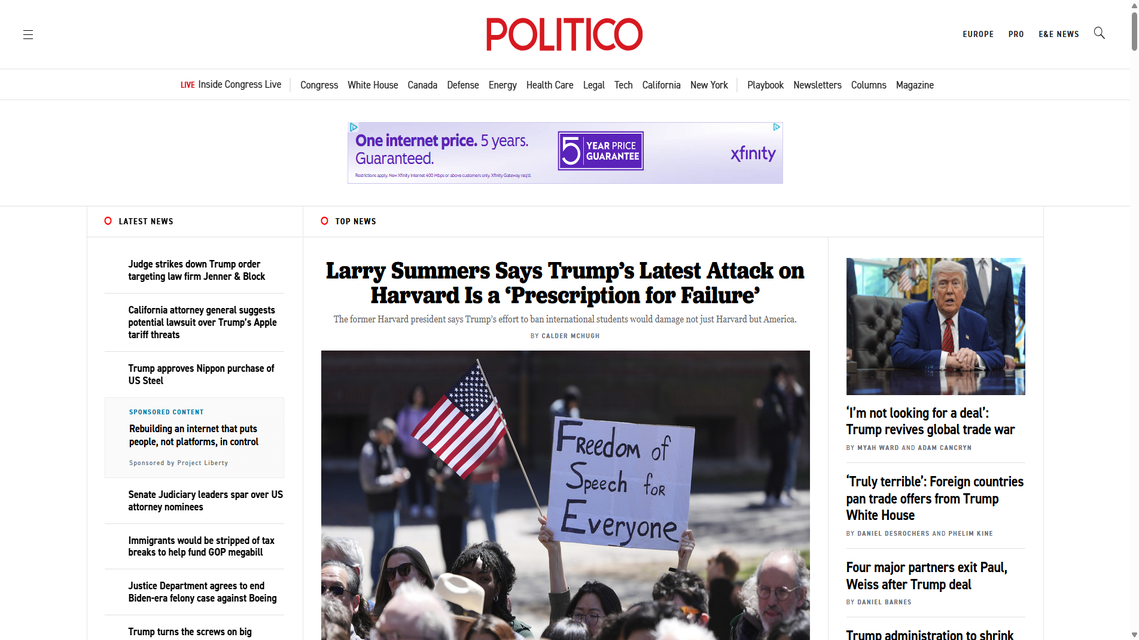 POLITICO
EUROPE
PRO
E&E NEWS
LIVE Inside Congress Live
Congress
White House
Canada
Defense
Energy
Health Care
Legal
Tech
California
New York
Playbook
Newsletters
Columns
Magazine
One internet price. 5 years.
Guaranteed.
Restrictions apply. New Xfinity Internet 400 Mbps or above customers only. Xfinity Gateway req'd.
5 YEAR PRICE
GUARANTEE
xfinity
LATEST NEWS
Judge strikes down Trump order
targeting law firm Jenner & Block
California attorney general suggests
potential lawsuit over Trump's Apple
tariff threats
Trump approves Nippon purchase of
US Steel
SPONSORED CONTENT
Rebuilding an internet that puts
people, not platforms, in control
Sponsored by Project Liberty
Senate Judiciary leaders spar over US
attorney nominees
Immigrants would be stripped of tax
breaks to help fund GOP megabill
Justice Department agrees to end
Biden-era felony case against Boeing
Trump turns the screws on big
TOP NEWS
Larry Summers Says Trump's Latest Attack on
Harvard Is a ‘Prescription for Failure’
The former Harvard president says Trump's effort to ban international students would damage not just Harvard but America.
BY CALDER MCHUGH
Freedom of
Speech for
Everyone
‘I'm not looking for a deal’:
Trump revives global trade war
BY MYAH WARD AND ADAM CANCRYN
‘Truly terrible’: Foreign countries
pan trade offers from Trump
White House
BY DANIEL DESROCHERS AND PHELIM KINE
Four major partners exit Paul,
Weiss after Trump deal
BY DANIEL BARNES
Trump administration to shrink